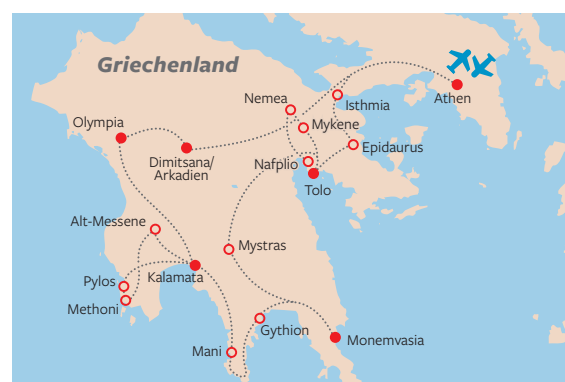 Griechenland
Athen
Isthmia
Nemea
Mykene
Olympia
Dimitsana/
Arkadien
Epidaurus
Nafplio
Tolo
Alt-Messene
Mystras
Kalamata
Pylos
Methoni
Gythion
Monemvasia
Mani